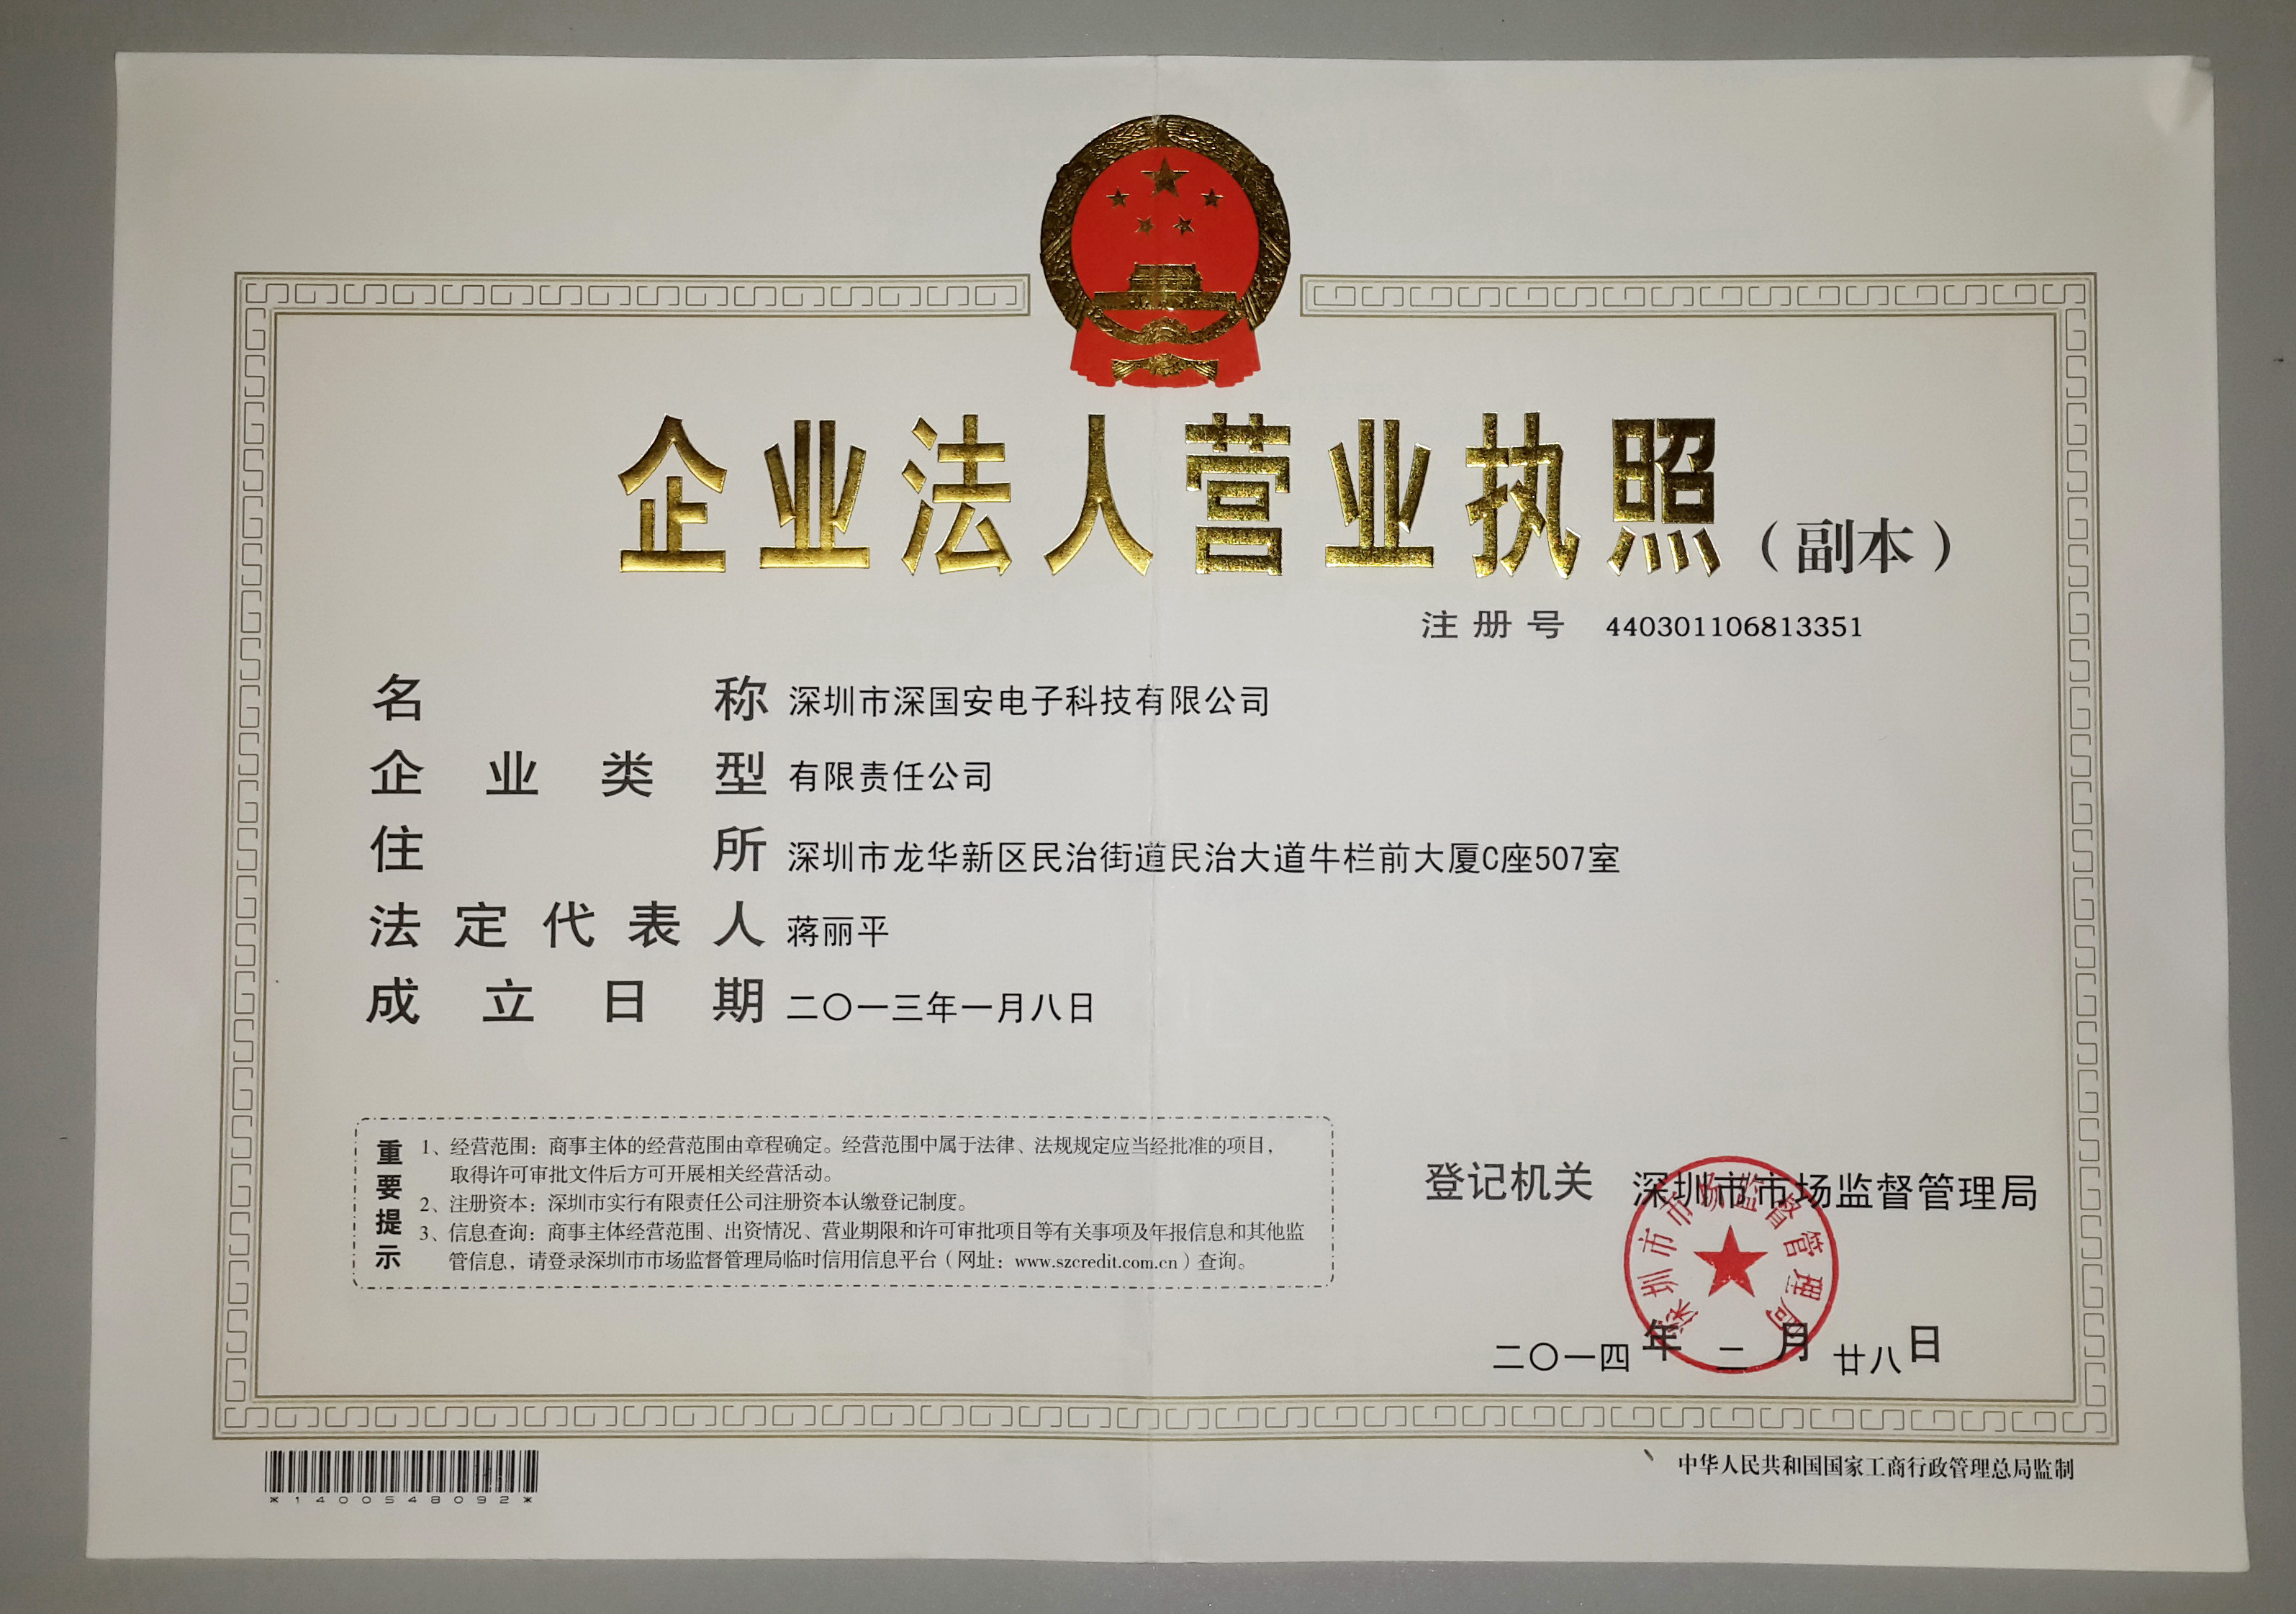 企业法人营业执照（副本）
注册号 440301106813351
名称 深圳市深国安电子科技有限公司
企业类型 有限责任公司
住所 深圳市龙华新区民治街道民治大道牛栏前大厦C座507室
法定代表人 蒋丽平
成立日期 二〇一三年一月八日
重要提示
1、经营范围：商事主体的经营范围由章程确定。经营范围中属于法律、法规规定应当经批准的项目，
取得许可审批文件后方可开展相关经营活动。
2、注册资本：深圳市实行有限责任公司注册资本认缴登记制度。
3、信息查询：商事主体经营范围、出资情况、营业期限和许可审批项目等有关事项及年报信息和其他监
管信息，请登录深圳市市场监督管理局临时信用信息平台（网址：www.szcredit.com.cn）查询。
登记机关 深圳市市场监督管理局
深圳市市场监督管理局
二〇一四年二月廿八日
*1400548092*
中华人民共和国国家工商行政管理总局监制